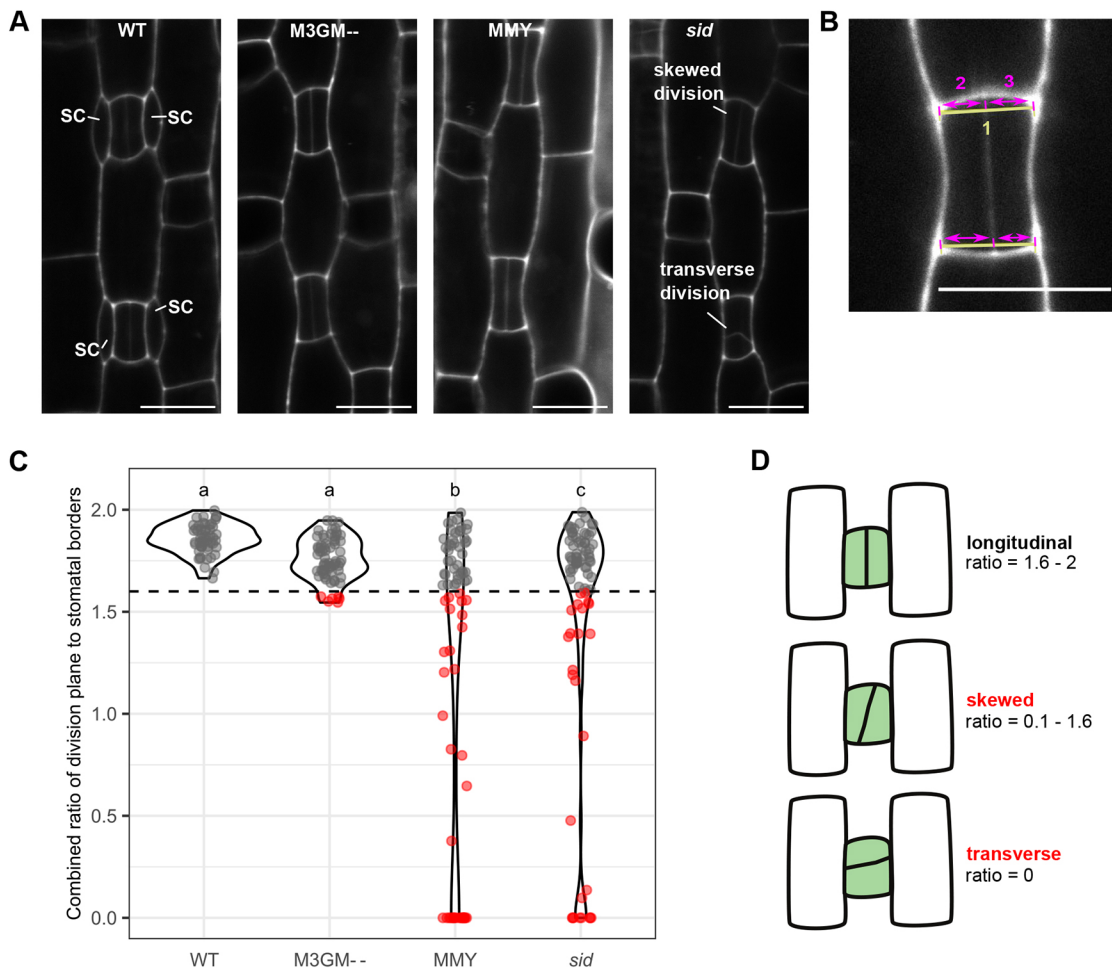 A
WT
M3GM--
MMY
sid
SC
SC
SC
SC
skewed
division
transverse
division
B
2
3
1
C
Combined ratio of division plane to stomatal borders
2.0
1.5
1.0
0.5
0.0
a
a
b
c
WT
M3GM- -
MMY
sid
D
longitudinal
ratio = 1.6 - 2
skewed
ratio = 0.1 - 1.6
transverse
ratio = 0